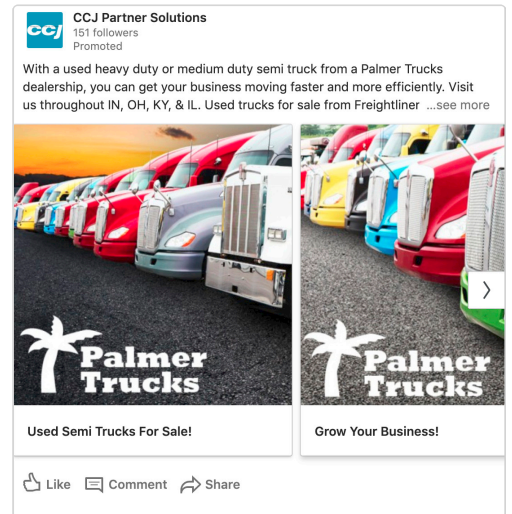 CCJ
CCJ Partner Solutions
151 followers
Promoted
With a used heavy duty or medium duty semi truck from a Palmer Trucks
dealership, you can get your business moving faster and more efficiently. Visit
us throughout IN, OH, KY, & IL. Used trucks for sale from Freightliner ...see more
Palmer
Trucks
Palmer
Trucks
Used Semi Trucks For Sale!
Grow Your Business!
Like
Comment
Share